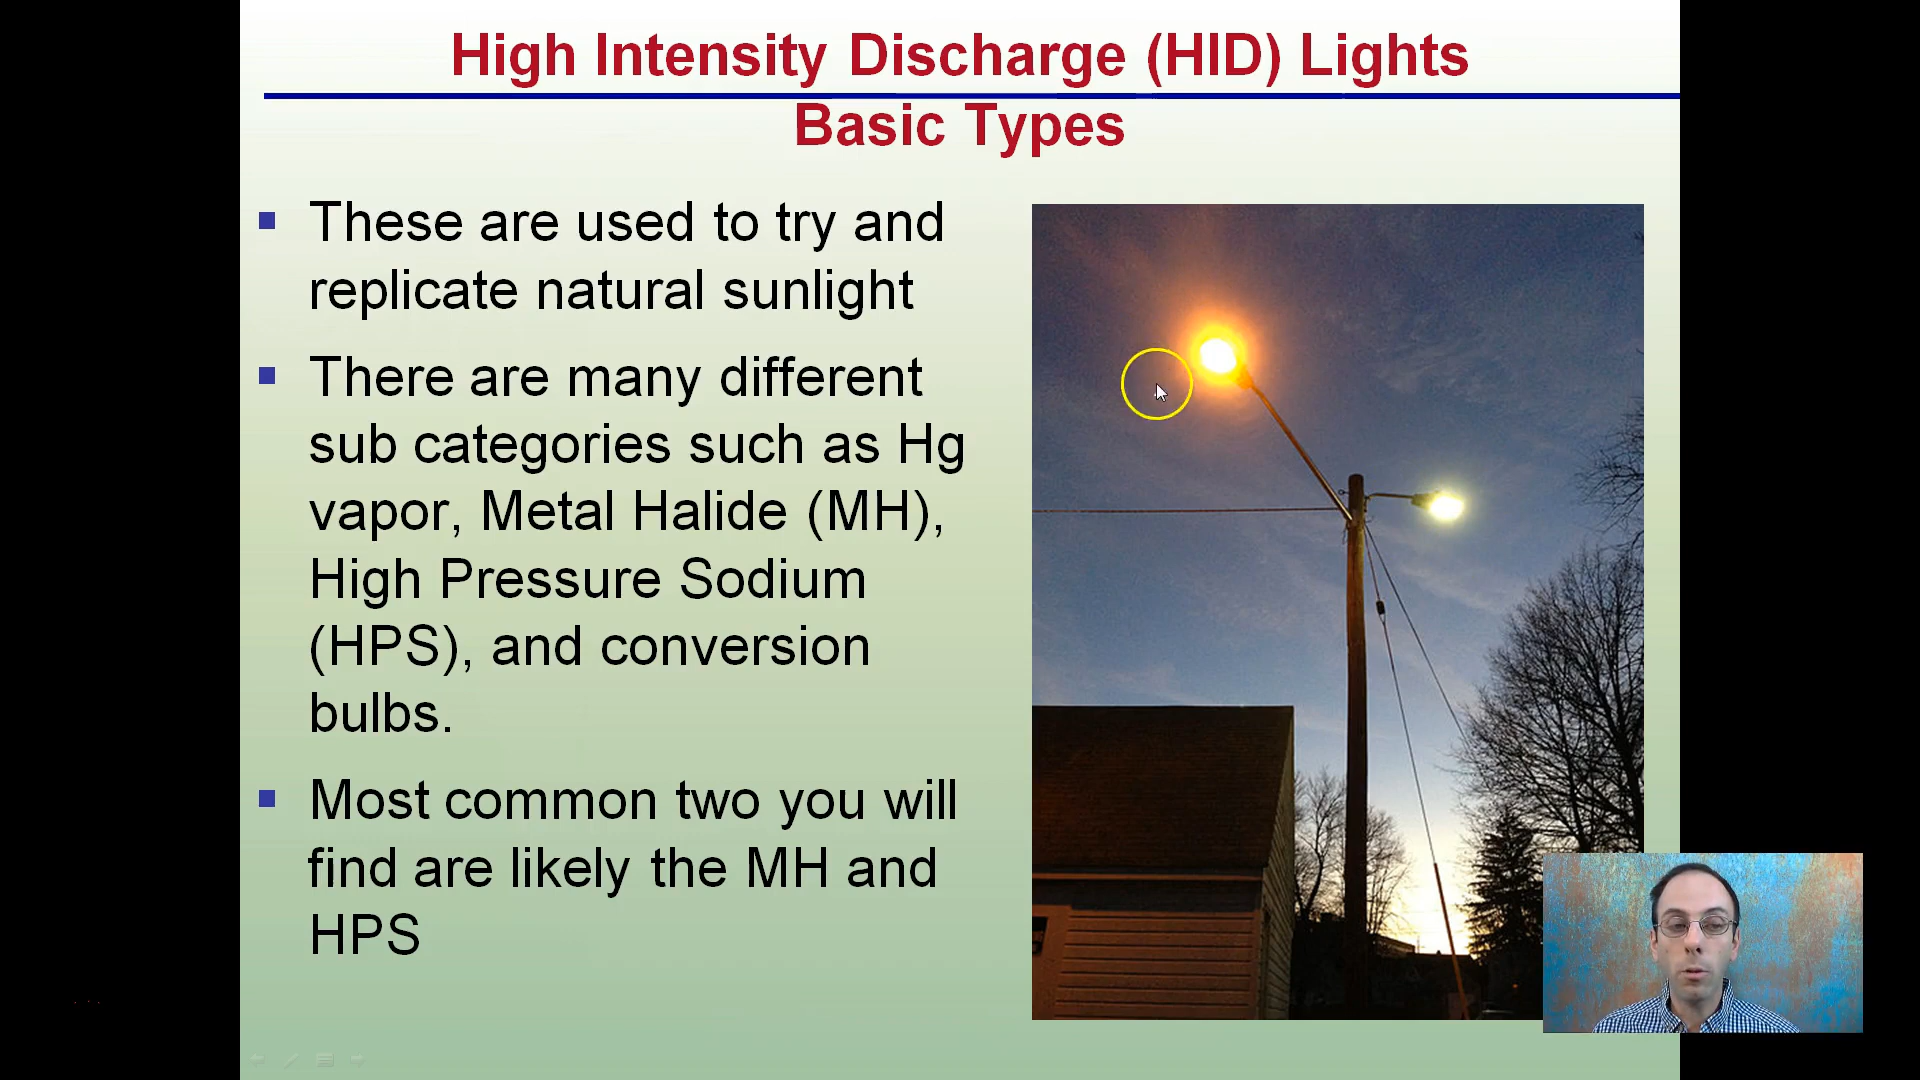 High Intensity Discharge (HID) Lights
Basic Types
These are used to try and
replicate natural sunlight
There are many different
sub categories such as Hg
vapor, Metal Halide (MH),
High Pressure Sodium
(HPS), and conversion
bulbs.
Most common two you will
find are likely the MH and
HPS